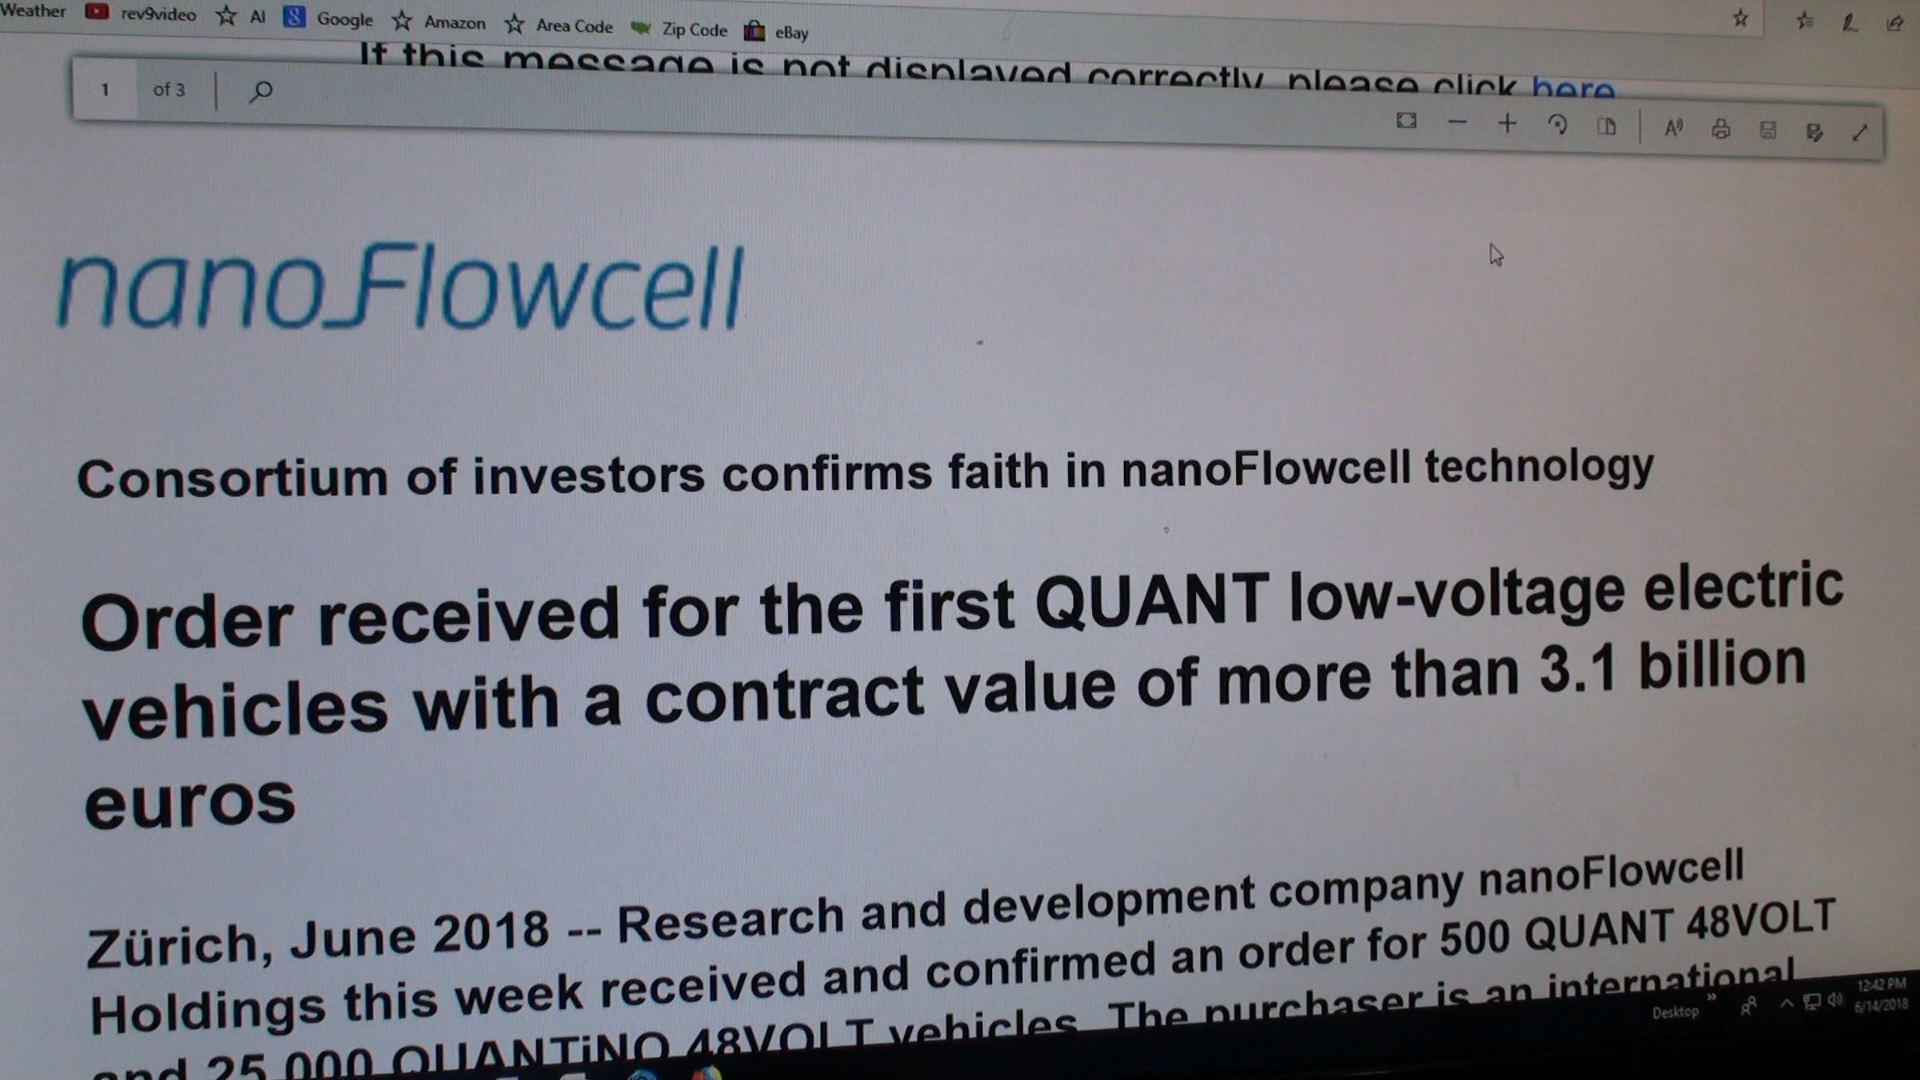 Weather rev9video AI Google Amazon Area Code Zip Code eBay
If this message is not displayed correctly, please click here
1 of 3
nanoFlowcell
Consortium of investors confirms faith in nanoFlowcell technology
Order received for the first QUANT low-voltage electric
vehicles with a contract value of more than 3.1 billion
euros
Zürich, June 2018 -- Research and development company nanoFlowcell
Holdings this week received and confirmed an order for 500 QUANT 48VOLT
and 25,000 QUANTiNO 48VOLT vehicles. The purchaser is an international
Desktop
12:42 PM
6/14/2018